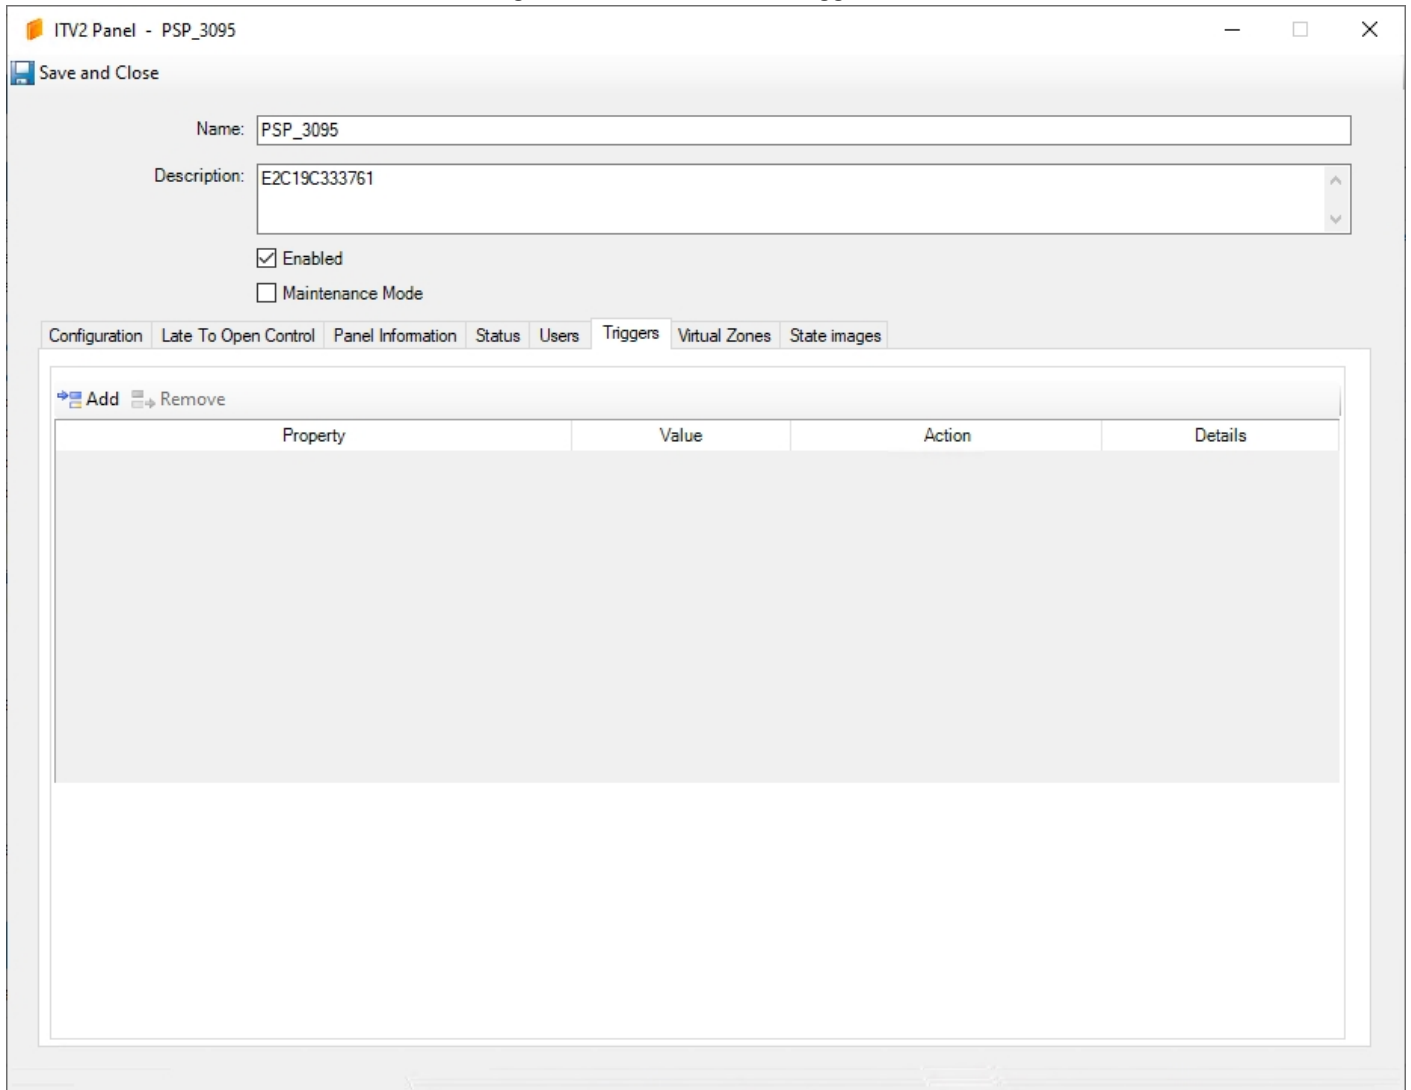 ITV2 Panel - PSP_3095
Save and Close
Name: PSP_3095
Description: E2C19C333761
Enabled
Maintenance Mode
Configuration Late To Open Control Panel Information Status Users Triggers Virtual Zones State images
Add Remove
Property Value Action Details